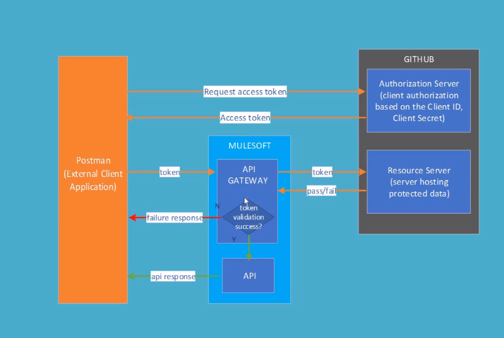 GITHUB
Authorization Server
(client authorization
based on the Client ID,
Client Secret)
Request access token
Access token
MULESOFT
Postman
(External Client
Application)
token
API
GATEWAY
token
Resource Server
(server hosting
protected data)
pass/fail
N
token
validation
success?
failure response
Y
api response
API